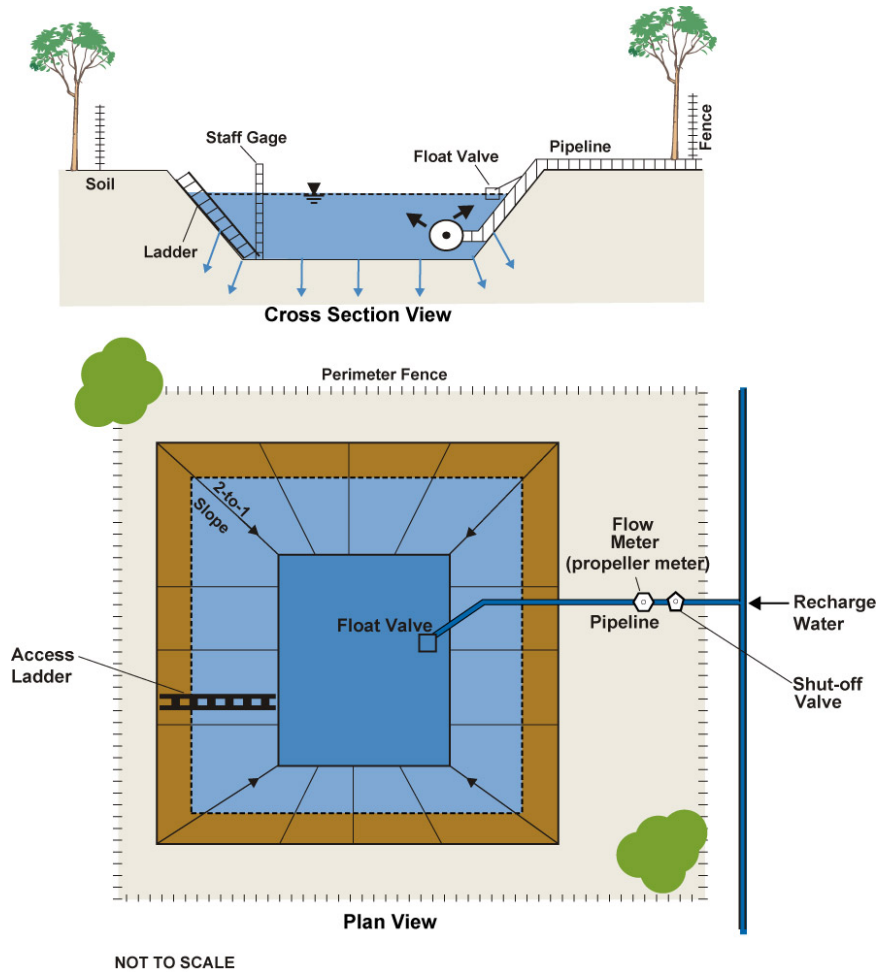 Staff Gage
Float Valve
Pipeline
Fence
Soil
Ladder
Cross Section View
Perimeter Fence
2-to-1
Slope
Flow
Meter
(propeller meter)
Float Valve
Pipeline
Recharge
Water
Access
Ladder
Shut-off
Valve
Plan View
NOT TO SCALE